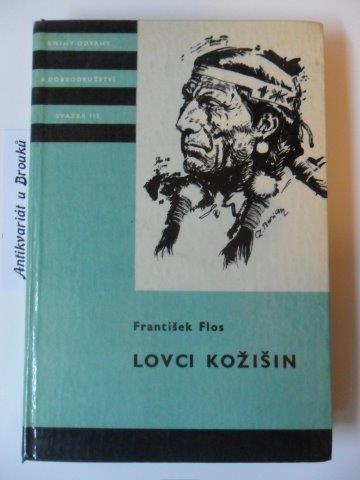 KNIHY ODVAHY
A DOBRODRUŽSTVÍ
SVAZEK 115
Antikvariát u Brouků
František Flos
LOVCI KOŽIŠIN